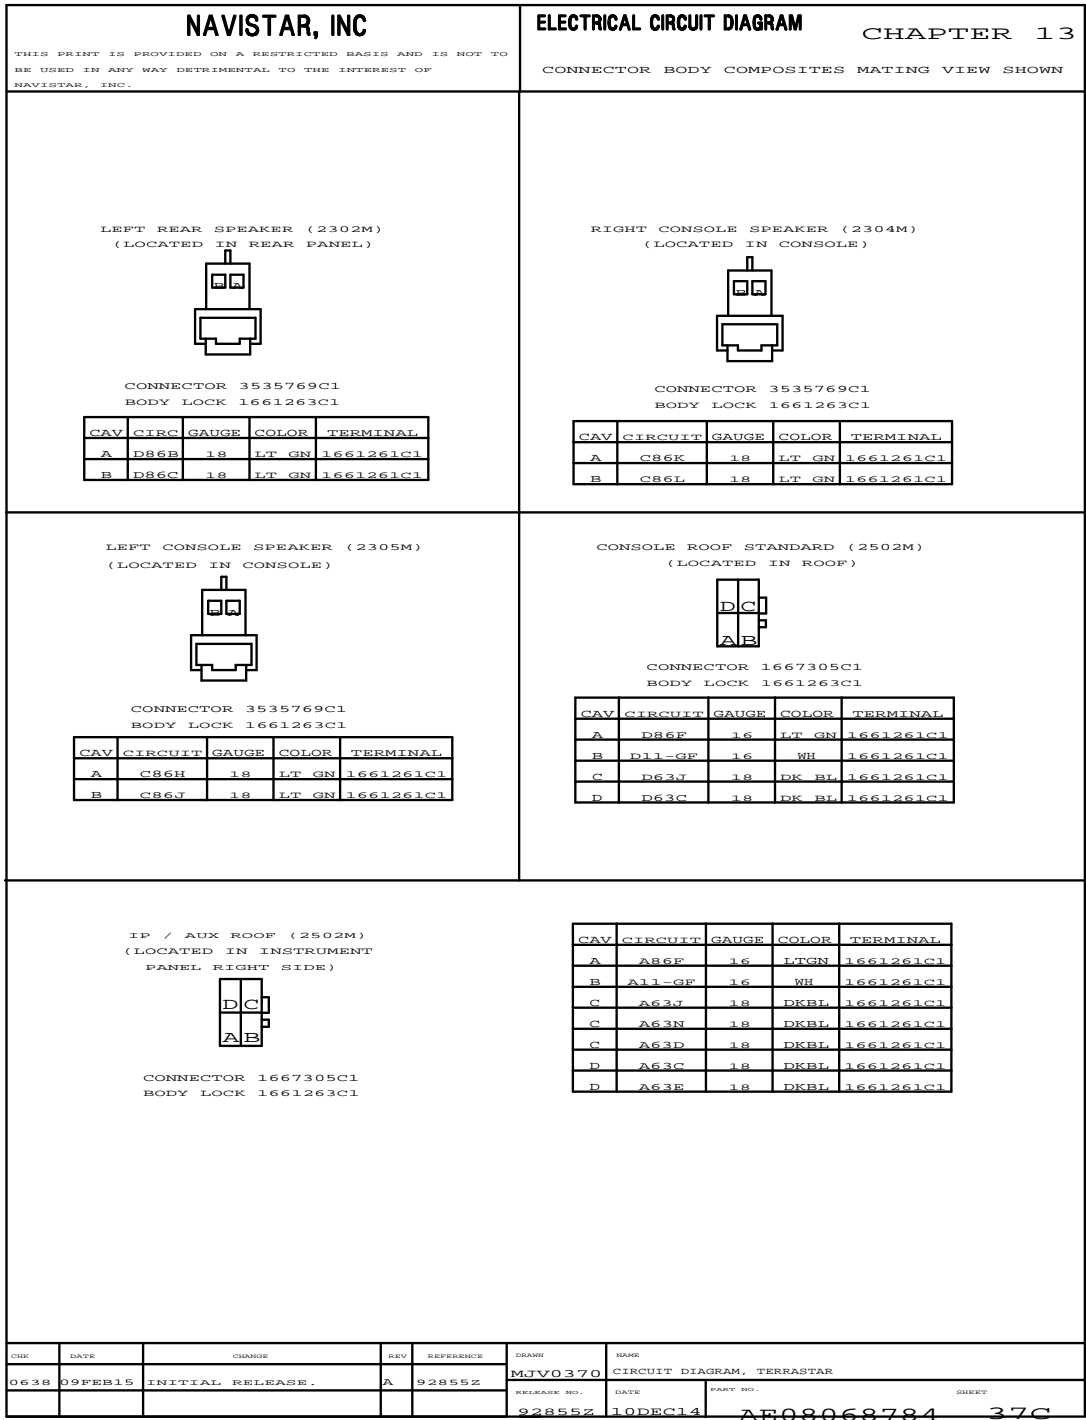 NAVISTAR, INC
THIS PRINT IS PROVIDED ON A RESTRICTED BASIS AND IS NOT TO
BE USED IN ANY WAY DETRIMENTAL TO THE INTEREST OF
NAVISTAR, INC.
ELECTRICAL CIRCUIT DIAGRAM
CHAPTER 13
CONNECTOR BODY COMPOSITES MATING VIEW SHOWN
LEFT REAR SPEAKER (2302M)
(LOCATED IN REAR PANEL)
B A
CONNECTOR 3535769C1
BODY LOCK 1661263C1
CAV CIRC GAUGE COLOR TERMINAL
A D86B 18 LT GN 1661261C1
B D86C 18 LT GN 1661261C1
RIGHT CONSOLE SPEAKER (2304M)
(LOCATED IN CONSOLE)
B A
CONNECTOR 3535769C1
BODY LOCK 1661263C1
CAV CIRCUIT GAUGE COLOR TERMINAL
A C86K 18 LT GN 1661261C1
B C86L 18 LT GN 1661261C1
LEFT CONSOLE SPEAKER (2305M)
(LOCATED IN CONSOLE)
B A
CONNECTOR 3535769C1
BODY LOCK 1661263C1
CAV CIRCUIT GAUGE COLOR TERMINAL
A C86H 18 LT GN 1661261C1
B C86J 18 LT GN 1661261C1
CONSOLE ROOF STANDARD (2502M)
(LOCATED IN ROOF)
D C
A B
CONNECTOR 1667305C1
BODY LOCK 1661263C1
CAV CIRCUIT GAUGE COLOR TERMINAL
A D86F 16 LT GN 1661261C1
B D11-GF 16 WH 1661261C1
C D63J 18 DK BL 1661261C1
D D63C 18 DK BL 1661261C1
IP / AUX ROOF (2502M)
(LOCATED IN INSTRUMENT
PANEL RIGHT SIDE)
D C
A B
CONNECTOR 1667305C1
BODY LOCK 1661263C1
CAV CIRCUIT GAUGE COLOR TERMINAL
A A86F 16 LTGN 1661261C1
B A11-GF 16 WH 1661261C1
C A63J 18 DKBL 1661261C1
C A63N 18 DKBL 1661261C1
C A63D 18 DKBL 1661261C1
D A63C 18 DKBL 1661261C1
D A63E 18 DKBL 1661261C1
CHK DATE CHANGE REV REFERENCE
0638 09FEB15 INITIAL RELEASE. A 92855Z
DRAWN
MJV0370
NAME
CIRCUIT DIAGRAM, TERRASTAR
RELEASE NO.
92855Z
DATE
10DEC14
PART NO.
AE08068784
SHEET
37C